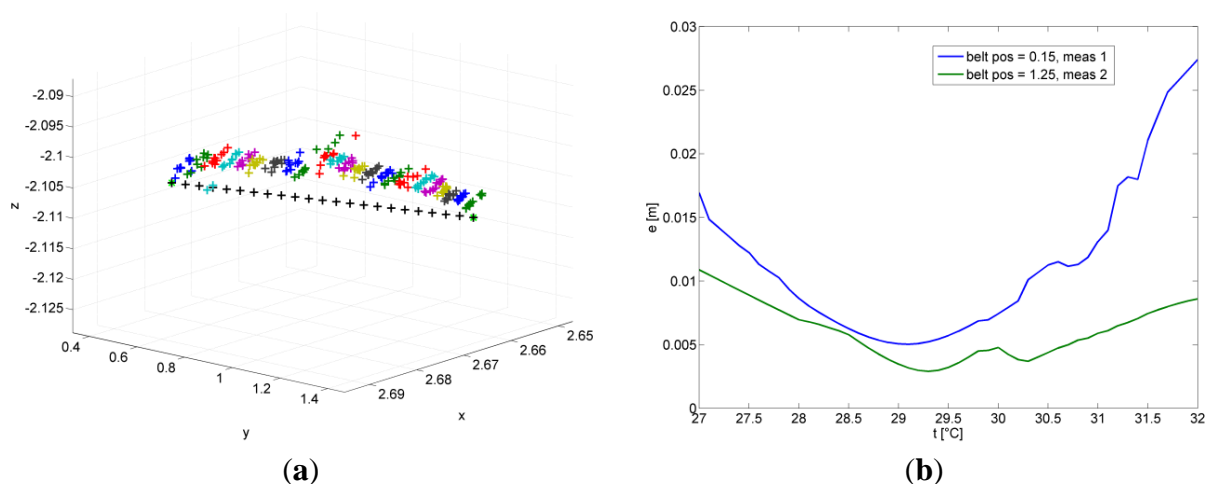 -2.09
-2.095
-2.1
-2.105
-2.11
-2.115
-2.12
-2.125
z
0.4
0.6
0.8
1
1.2
1.4
y
2.69
2.68
2.67
2.66
2.65
x
(a)
0.03
0.025
0.02
0.015
0.01
0.005
0
e [m]
belt pos = 0.15, meas 1
belt pos = 1.25, meas 2
27 27.5 28 28.5 29 29.5 30 30.5 31 31.5 32
t [°C]
(b)